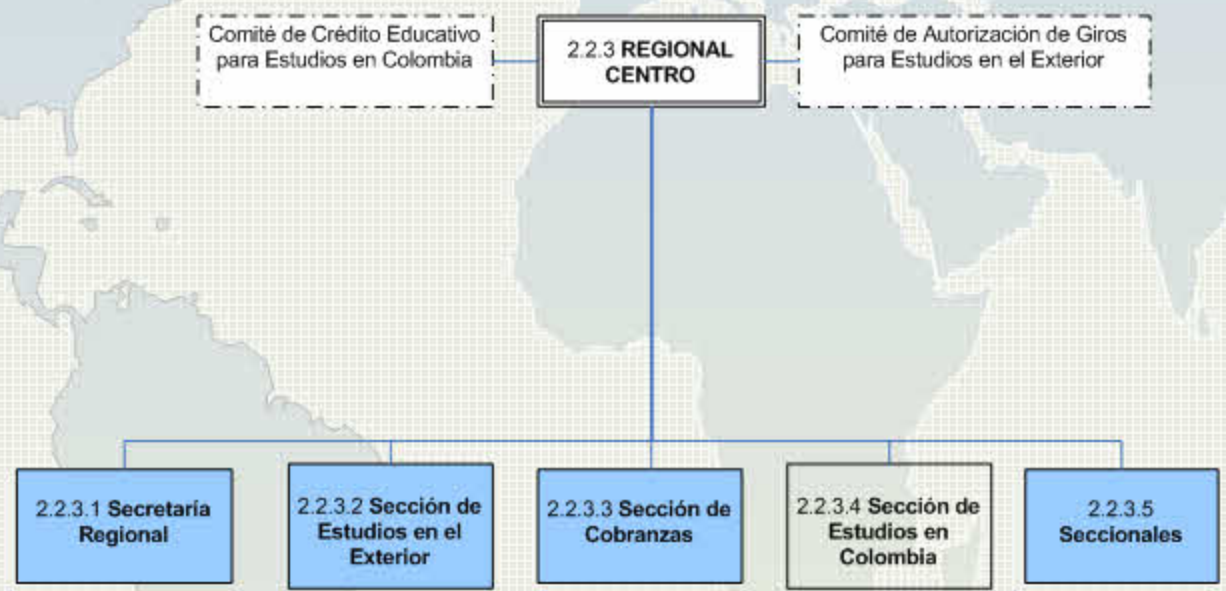 Comité de Crédito Educativo
para Estudios en Colombia
2.2.3 REGIONAL
CENTRO
Comité de Autorización de Giros
para Estudios en el Exterior
2.2.3.1 Secretaría
Regional
2.2.3.2 Sección de
Estudios en el
Exterior
2.2.3.3 Sección de
Cobranzas
2.2.3.4 Sección de
Estudios en
Colombia
2.2.3.5
Seccionales